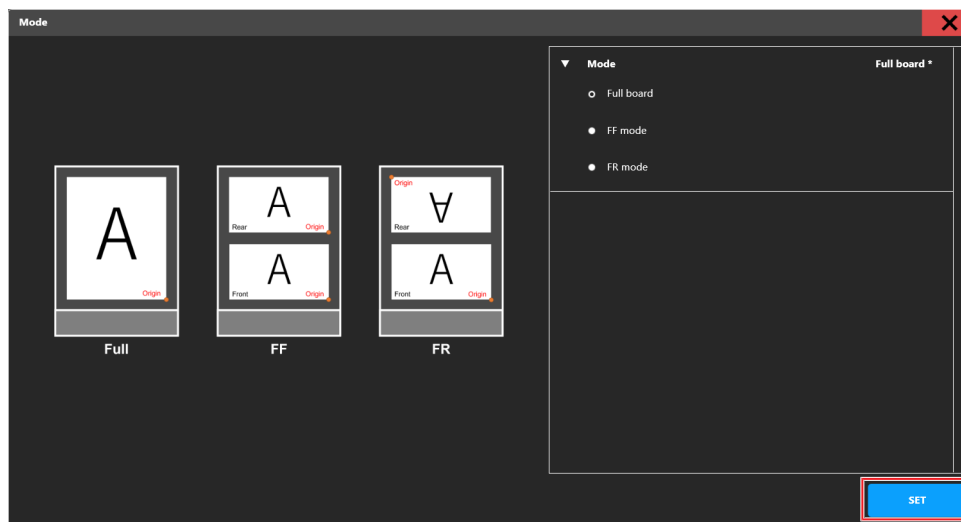 Mode
Mode Full board *
Full board
FF mode
FR mode
A
Origin
Full
A
Rear Origin
A
Front Origin
FF
Origin
A
Rear
A
Front Origin
FR
SET